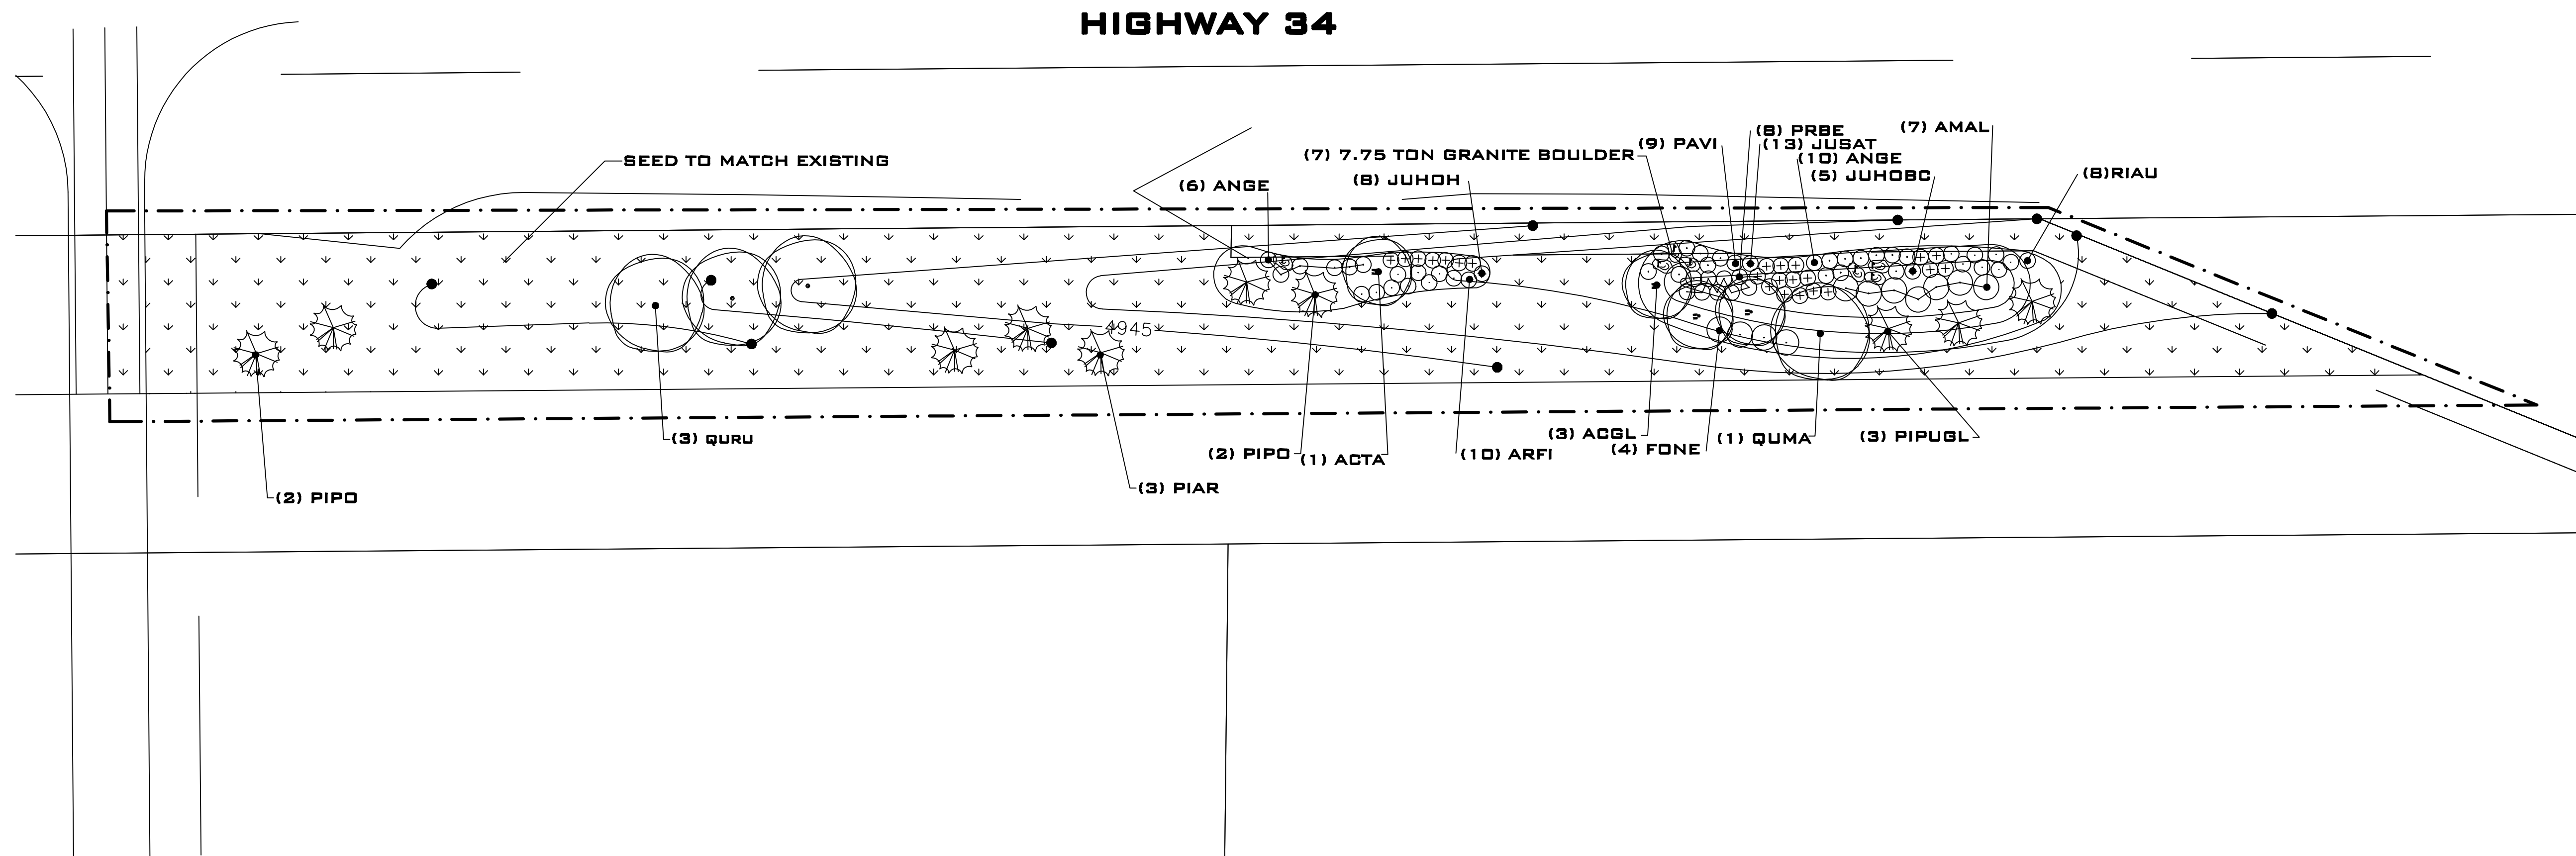 HIGHWAY 34
(8) PRBE
(7) AMAL
(9) PAVI
(13) JUSAT
(7) 7.75 TON GRANITE BOULDER
(10) ANGE
SEED TO MATCH EXISTING
(8)RIAU
(5) JUHOBC
(8) JUHOH
(6) ANGE
4945
(3) ACGL
(3) QURU
(1) QUMA
(3) PIPUGL
(4) FONE
(2) PIPO
(1) ACTA
(10) ARFI
(3) PIAR
(2) PIPO